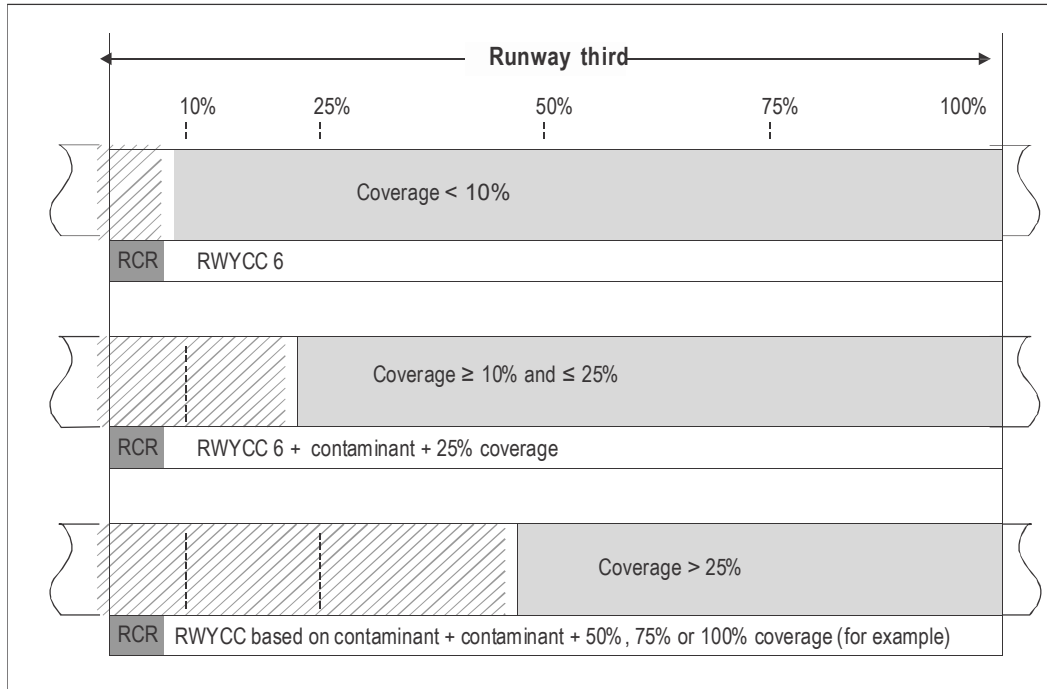 Runway third
10% 25% 50% 75% 100%
Coverage < 10%
RCR RWYCC 6
Coverage ≥ 10% and ≤ 25%
RCR RWYCC 6 + contaminant + 25% coverage
Coverage > 25%
RCR RWYCC based on contaminant + contaminant + 50%, 75% or 100% coverage (for example)